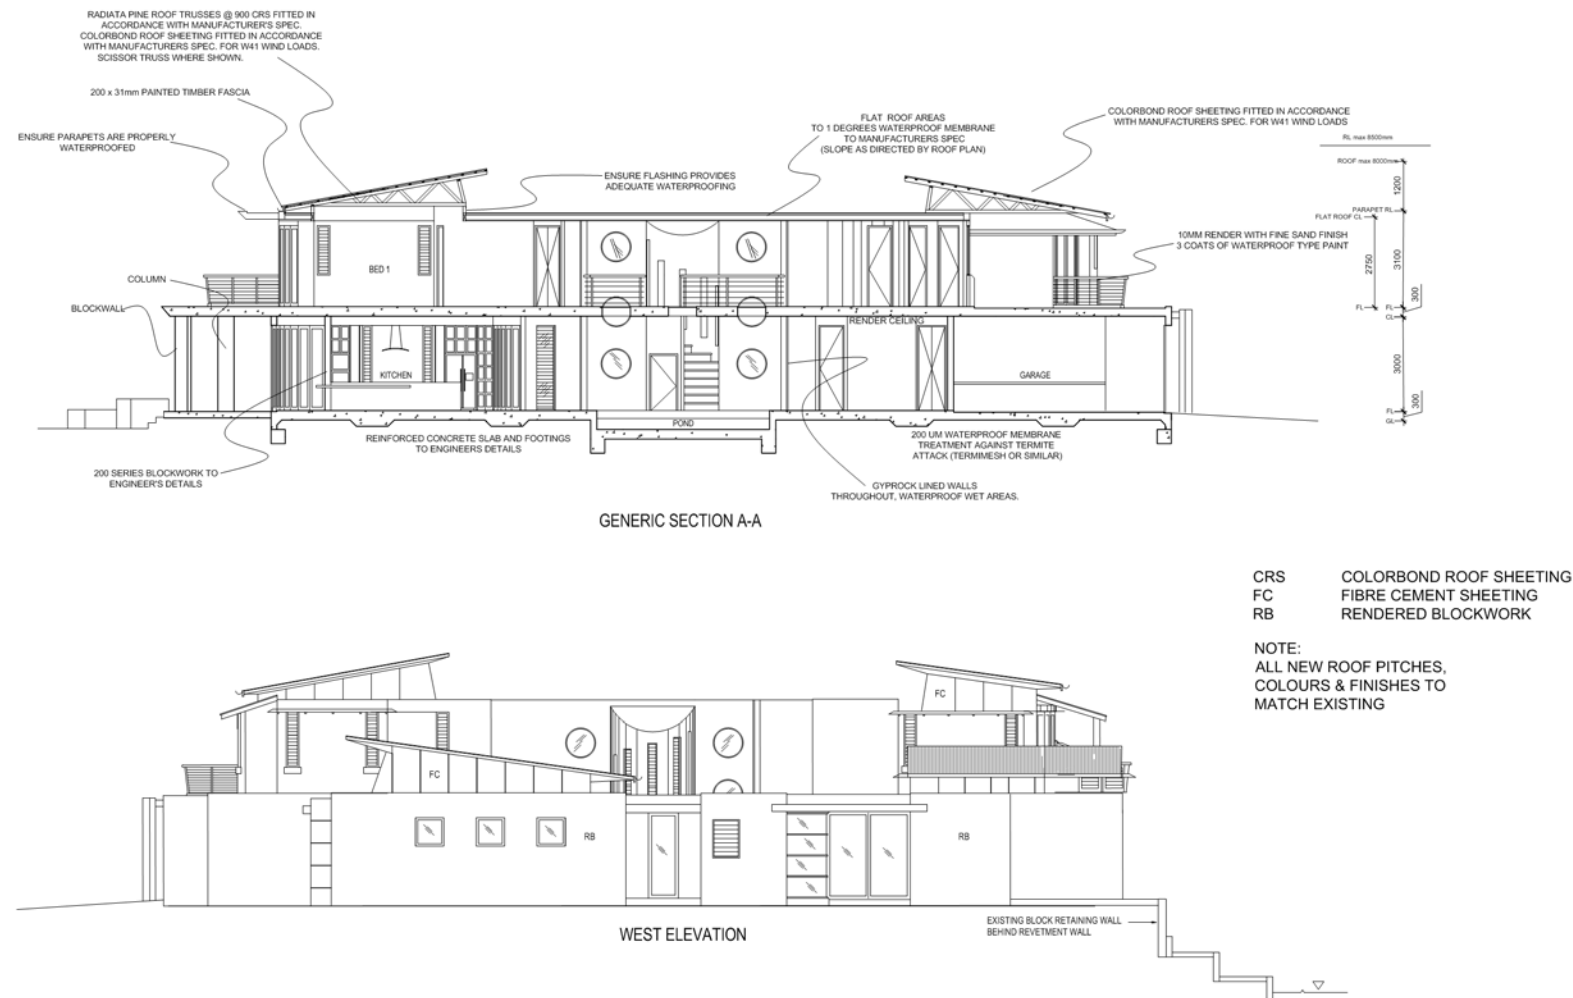 RADIATA PINE ROOF TRUSSES @ 900 CRS FITTED IN
ACCORDANCE WITH MANUFACTURER'S SPEC.
COLORBOND ROOF SHEETING FITTED IN ACCORDANCE
WITH MANUFACTURERS SPEC. FOR W41 WIND LOADS.
SCISSOR TRUSS WHERE SHOWN.
200 x 31mm PAINTED TIMBER FASCIA
ENSURE PARAPETS ARE PROPERLY
WATERPROOFED
ENSURE FLASHING PROVIDES
ADEQUATE WATERPROOFING
FLAT ROOF AREAS
TO 1 DEGREES WATERPROOF MEMBRANE
TO MANUFACTURERS SPEC
(SLOPE AS DIRECTED BY ROOF PLAN)
COLORBOND ROOF SHEETING FITTED IN ACCORDANCE
WITH MANUFACTURERS SPEC. FOR W41 WIND LOADS
RL max 8500mm
ROOF max 8000mm
1200
PARAPET RL
FLAT ROOF CL
10MM RENDER WITH FINE SAND FINISH
3 COATS OF WATERPROOF TYPE PAINT
2750
3100
300
FL
FL
CL
3000
300
FL
GL
COLUMN
BLOCKWALL
BED 1
KITCHEN
RENDER CEILING
GARAGE
POND
REINFORCED CONCRETE SLAB AND FOOTINGS
TO ENGINEERS DETAILS
200 UM WATERPROOF MEMBRANE
TREATMENT AGAINST TERMITE
ATTACK (TERMIMESH OR SIMILAR)
200 SERIES BLOCKWORK TO
ENGINEER'S DETAILS
GYPROCK LINED WALLS
THROUGHOUT, WATERPROOF WET AREAS.
GENERIC SECTION A-A
CRS COLORBOND ROOF SHEETING
FC FIBRE CEMENT SHEETING
RB RENDERED BLOCKWORK
NOTE:
ALL NEW ROOF PITCHES,
COLOURS & FINISHES TO
MATCH EXISTING
FC
FC
RB
RB
EXISTING BLOCK RETAINING WALL
BEHIND REVETMENT WALL
WEST ELEVATION